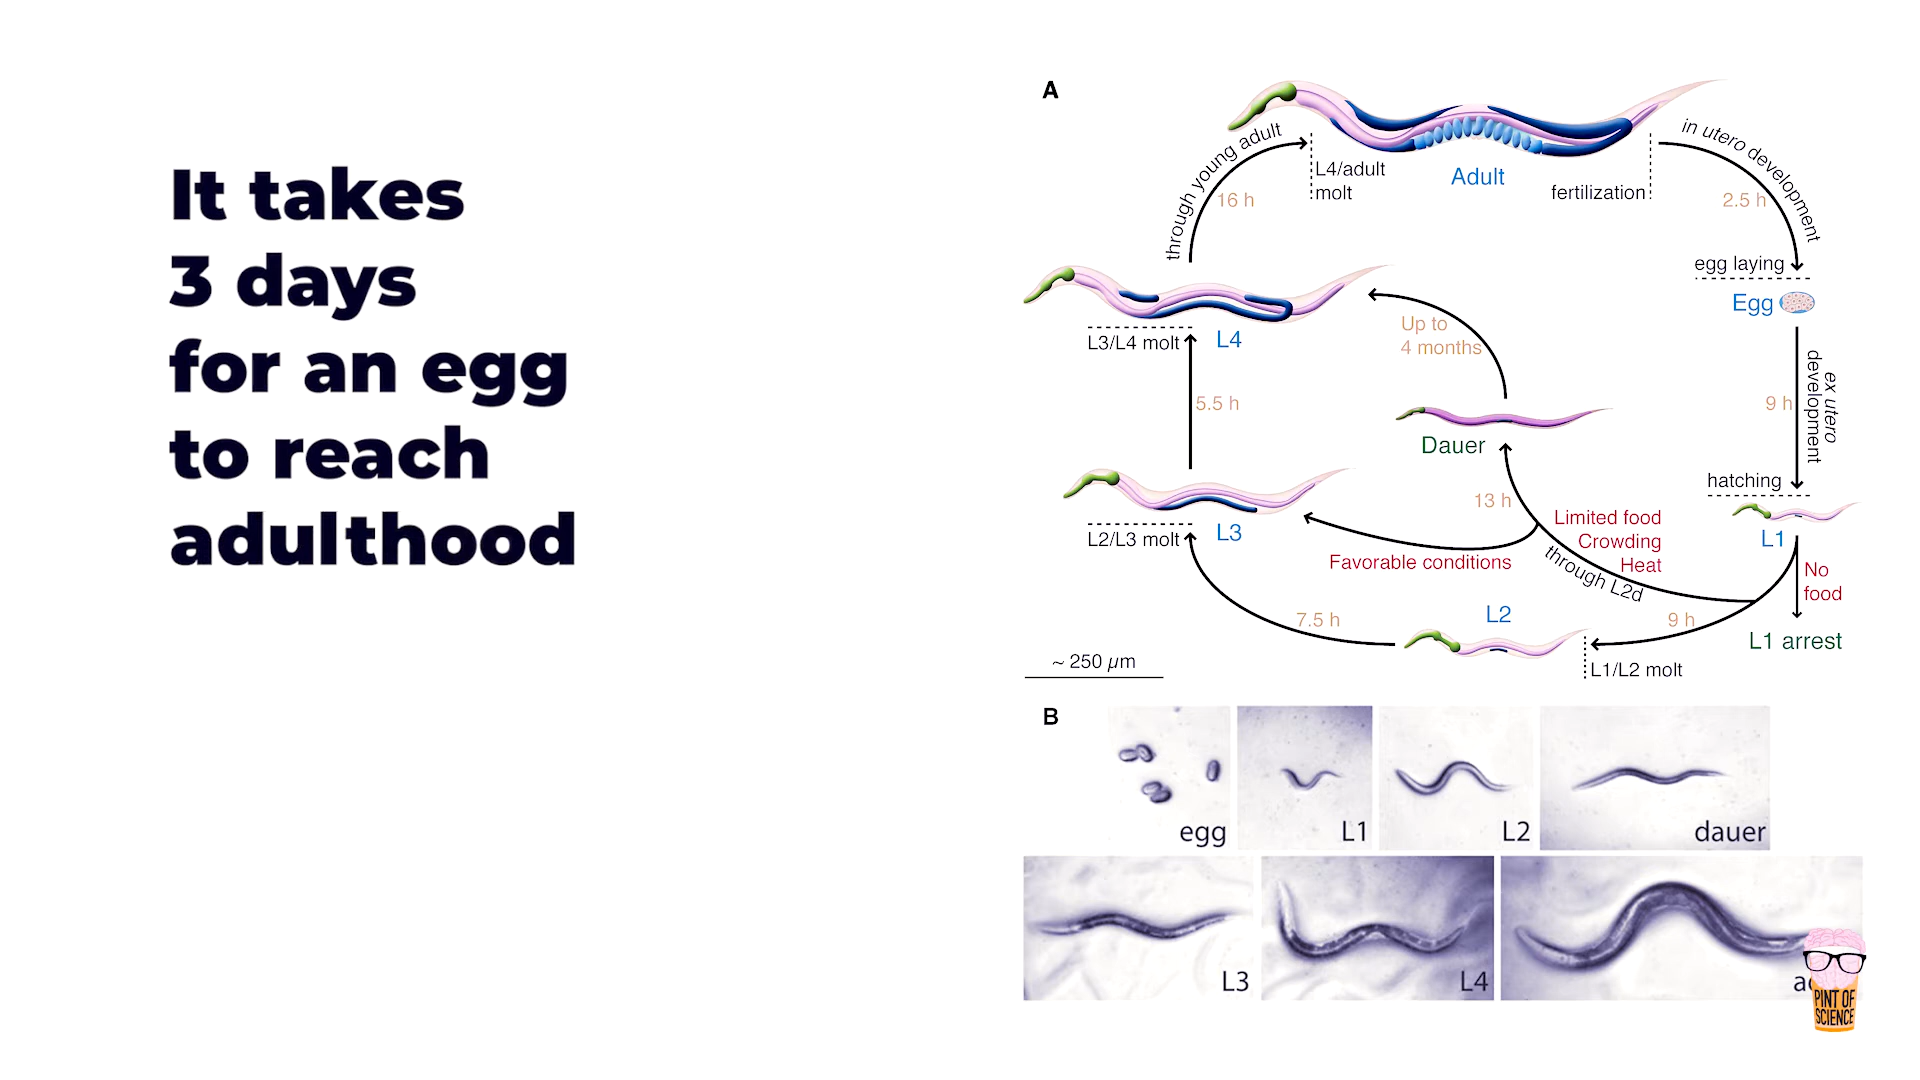 It takes
3 days
for an egg
to reach
adulthood
A
through young adult
16 h
L4/adult
molt
Adult
fertilization
in utero development
2.5 h
egg laying
Egg
L3/L4 molt
L4
Up to
4 months
5.5 h
9 h
ex utero
development
Dauer
hatching
13 h
L2/L3 molt
L3
Limited food
Crowding
Heat
Favorable conditions
through L2d
L1
No
food
L2
7.5 h
9 h
L1 arrest
~ 250 µm
L1/L2 molt
B
egg
L1
L2
dauer
L3
L4
PINT OF
SCIENCE